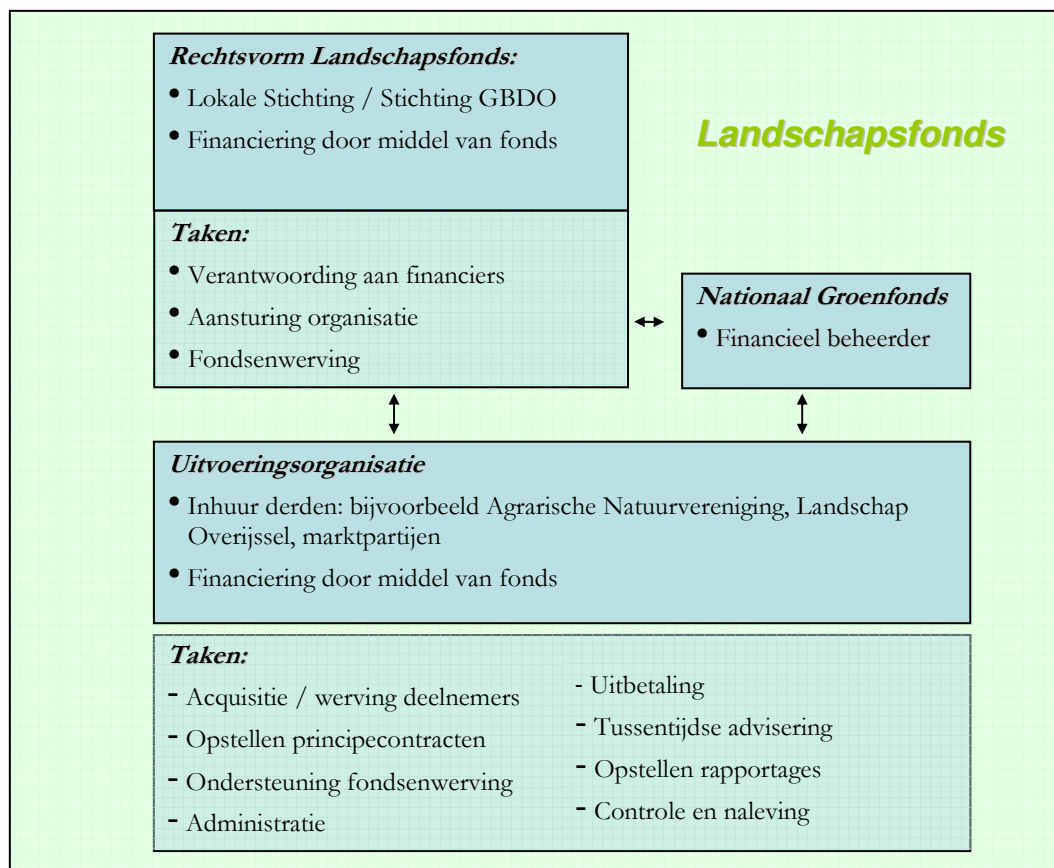 Rechtsvorm Landschapsfonds:
• Lokale Stichting / Stichting GBDO
• Financiering door middel van fonds
Landschapsfonds
Taken:
• Verantwoording aan financiers
• Aansturing organisatie
• Fondsenwerving
Nationaal Groenfonds
• Financieel beheerder
Uitvoeringsorganisatie
• Inhuur derden: bijvoorbeeld Agrarische Natuurvereniging, Landschap
Overijssel, marktpartijen
• Financiering door middel van fonds
Taken:
- Acquisitie / werving deelnemers
- Opstellen principecontracten
- Ondersteuning fondsenwerving
- Administratie
- Uitbetaling
- Tussentijdse advisering
- Opstellen rapportages
- Controle en naleving